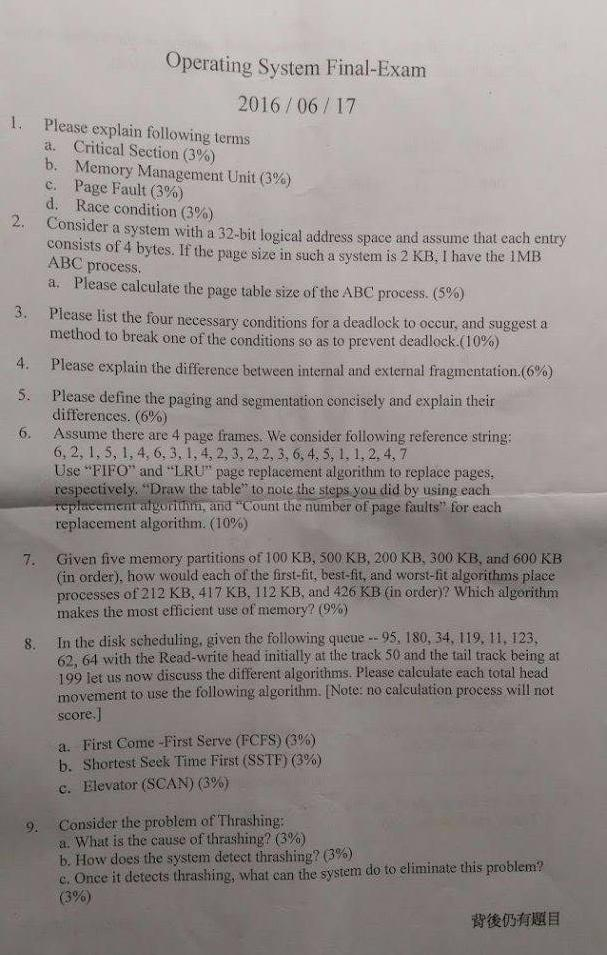 Operating System Final-Exam
2016 / 06 / 17
1. Please explain following terms
a. Critical Section (3%)
b. Memory Management Unit (3%)
c. Page Fault (3%)
d. Race condition (3%)
2. Consider a system with a 32-bit logical address space and assume that each entry
consists of 4 bytes. If the page size in such a system is 2 KB, I have the 1MB
ABC process.
a. Please calculate the page table size of the ABC process. (5%)
3. Please list the four necessary conditions for a deadlock to occur, and suggest a
method to break one of the conditions so as to prevent deadlock.(10%)
4. Please explain the difference between internal and external fragmentation.(6%)
5. Please define the paging and segmentation concisely and explain their
differences. (6%)
6. Assume there are 4 page frames. We consider following reference string:
6, 2, 1, 5, 1, 4, 6, 3, 1, 4, 2, 3, 2, 2, 3, 6, 4, 5, 1, 1, 2, 4, 7
Use “FIFO” and “LRU” page replacement algorithm to replace pages,
respectively. “Draw the table” to note the steps you did by using each
replacement algorithm, and “Count the number of page faults” for each
replacement algorithm. (10%)
7. Given five memory partitions of 100 KB, 500 KB, 200 KB, 300 KB, and 600 KB
(in order), how would each of the first-fit, best-fit, and worst-fit algorithms place
processes of 212 KB, 417 KB, 112 KB, and 426 KB (in order)? Which algorithm
makes the most efficient use of memory? (9%)
8. In the disk scheduling, given the following queue -- 95, 180, 34, 119, 11, 123,
62, 64 with the Read-write head initially at the track 50 and the tail track being at
199 let us now discuss the different algorithms. Please calculate each total head
movement to use the following algorithm. [Note: no calculation process will not
score.]
a. First Come -First Serve (FCFS) (3%)
b. Shortest Seek Time First (SSTF) (3%)
c. Elevator (SCAN) (3%)
9. Consider the problem of Thrashing:
a. What is the cause of thrashing? (3%)
b. How does the system detect thrashing? (3%)
c. Once it detects thrashing, what can the system do to eliminate this problem?
(3%)
背後仍有題目